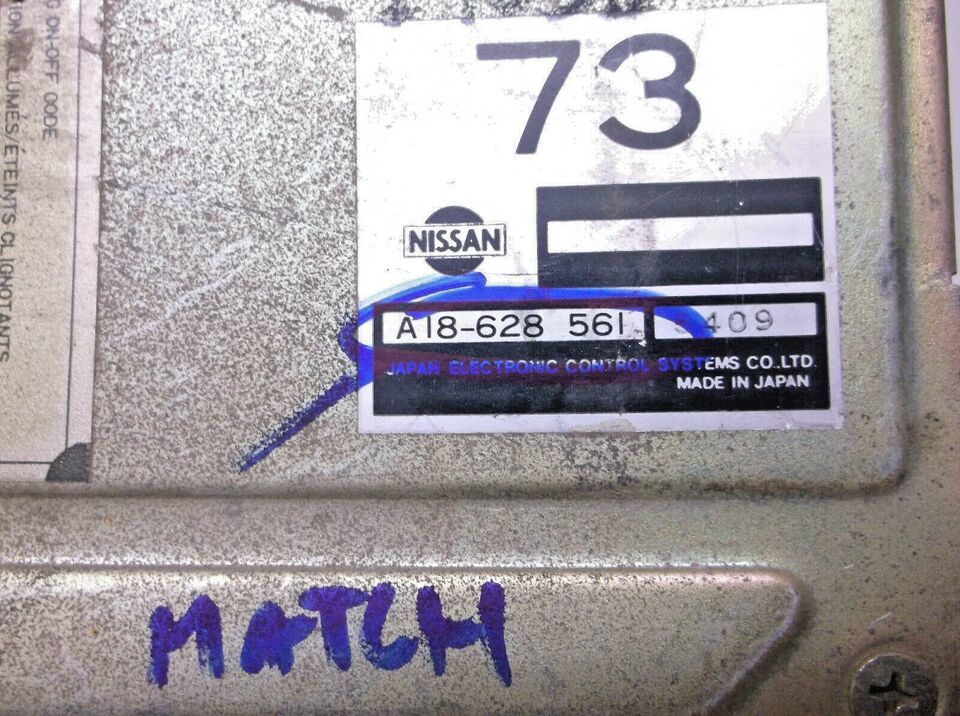 ON-OFF CODE
ALLUMÉS/ÉTEINTS CLIGNOTANTS
73
NISSAN
A18-628 561
409
JAPAN ELECTRONIC CONTROL SYSTEMS CO.,LTD.
MADE IN JAPAN
MATCH